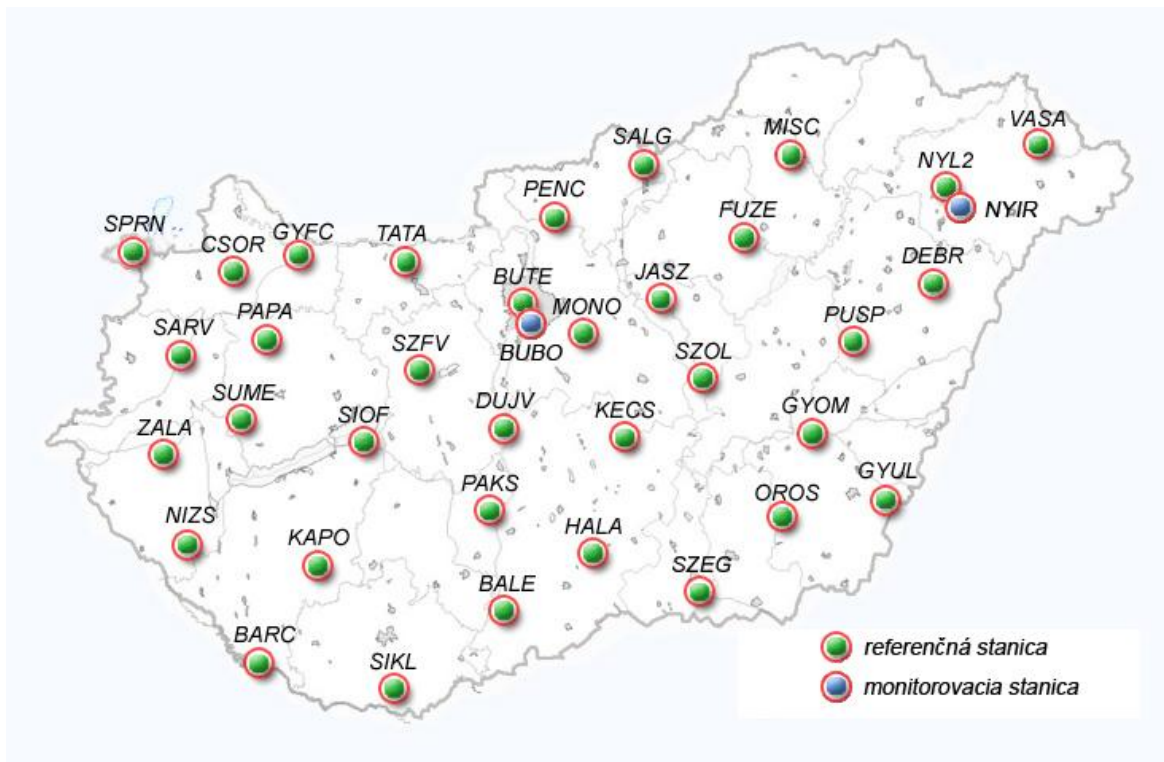 VASA
MISC
SALG
NYL2
PENC
NYIR
FUZE
SPRN
GYFC
TATA
CSOR
DEBR
JASZ
BUTE
MONO
PAPA
PUSP
SARV
BUBO
SZFV
SZOL
SUME
DUJV
KECS
GYOM
SIOF
ZALA
GYUL
PAKS
OROS
NIZS
HALA
KAPO
SZEG
BALE
BARC
SIKL
referenčná stanica
monitorovacia stanica